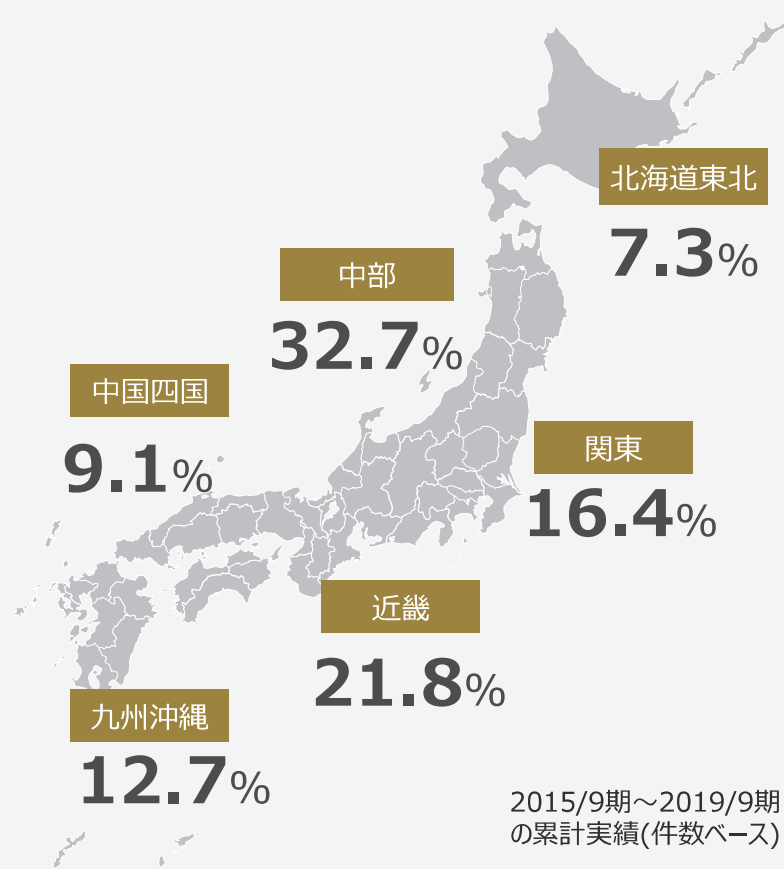 北海道東北
7.3%
中部
32.7%
中国四国
9.1%
関東
16.4%
近畿
21.8%
九州沖縄
12.7%
2015/9期～2019/9期
の累計実績(件数ベース)